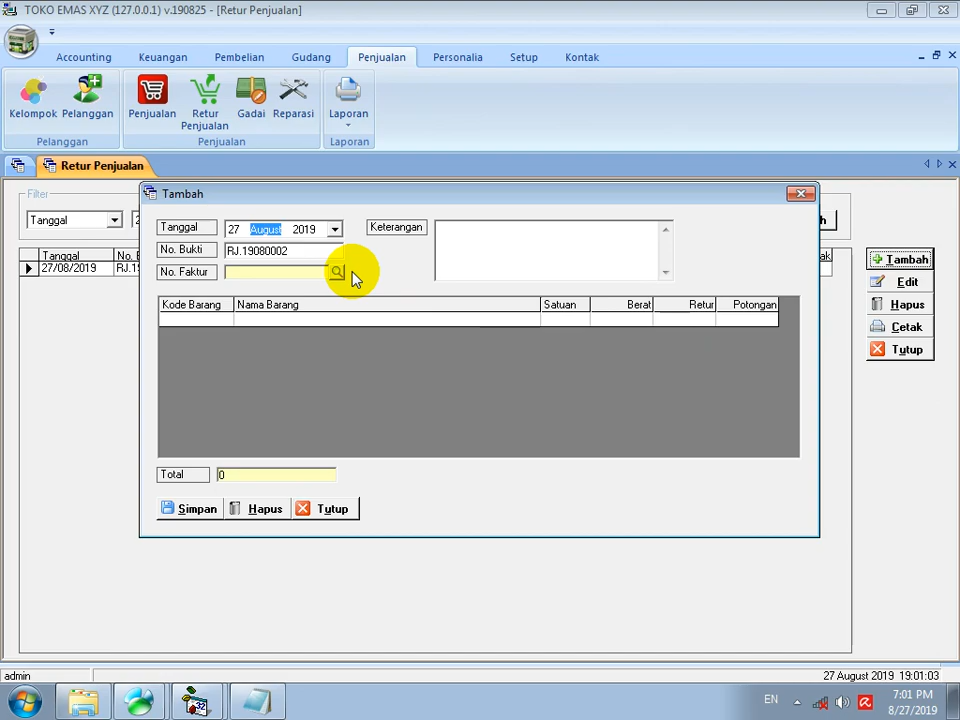 TOKO EMAS XYZ (127.0.0.1) v.190825 - [Retur Penjualan]
Accounting Keuangan Pembelian Gudang Penjualan Personalia Setup Kontak
Kelompok Pelanggan Penjualan Retur Penjualan Gadai Reparasi Laporan
Pelanggan Penjualan Laporan
Retur Penjualan
Filter
Tanggal
Tanggal
27/08/2019
Tambah
Tanggal 27 August 2019 Keterangan
No. Bukti RJ.19080002
No. Faktur
Kode Barang Nama Barang Satuan Berat Retur Potongan
Total 0
Simpan Hapus Tutup
Tambah
Edit
Hapus
Cetak
Tutup
admin 27 August 2019 19:01:03
32
EN 7:01 PM
8/27/2019